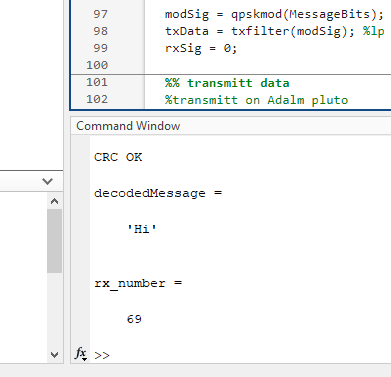 97 modSig = qpskmod(MessageBits);
98 txData = txfilter(modSig); %lp
99 rxSig = 0;
100
101 %% transmitt data
102 %transmitt on Adalm pluto
Command Window
CRC OK
decodedMessage =
'Hi'
rx_number =
69
fx >>